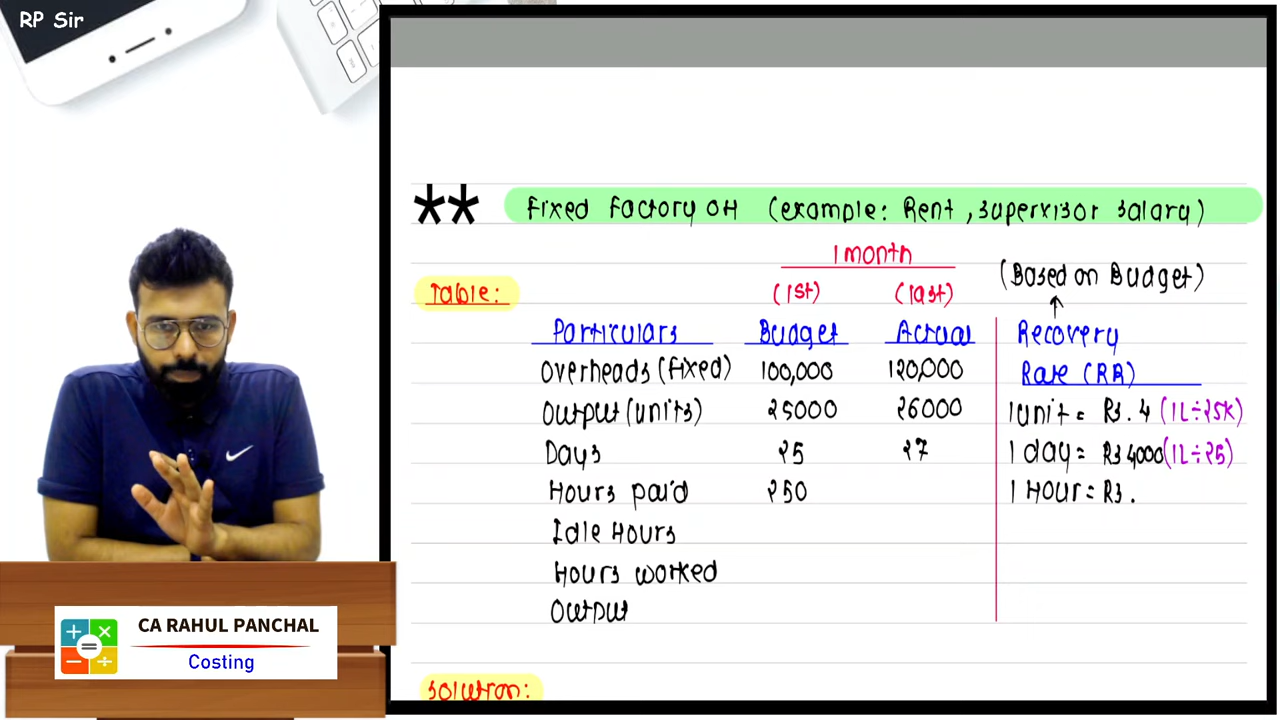 RP Sir
** Fixed Factory OH (example: Rent, supervisor salary)
1 month
(Based on Budget)
Table:
(1st) (last)
Particulars Budget Actual Recovery
Overheads (fixed) 100,000 120,000 Rate (RR)
Output (units) 25000 26000 1 unit = Rs. 4 (1L÷25K)
Days 25 27 1 day = Rs 4000 (1L÷25)
Hours paid 250 1 Hour = Rs.
Idle Hours
Hours worked
Output
Solution:
CA RAHUL PANCHAL
Costing